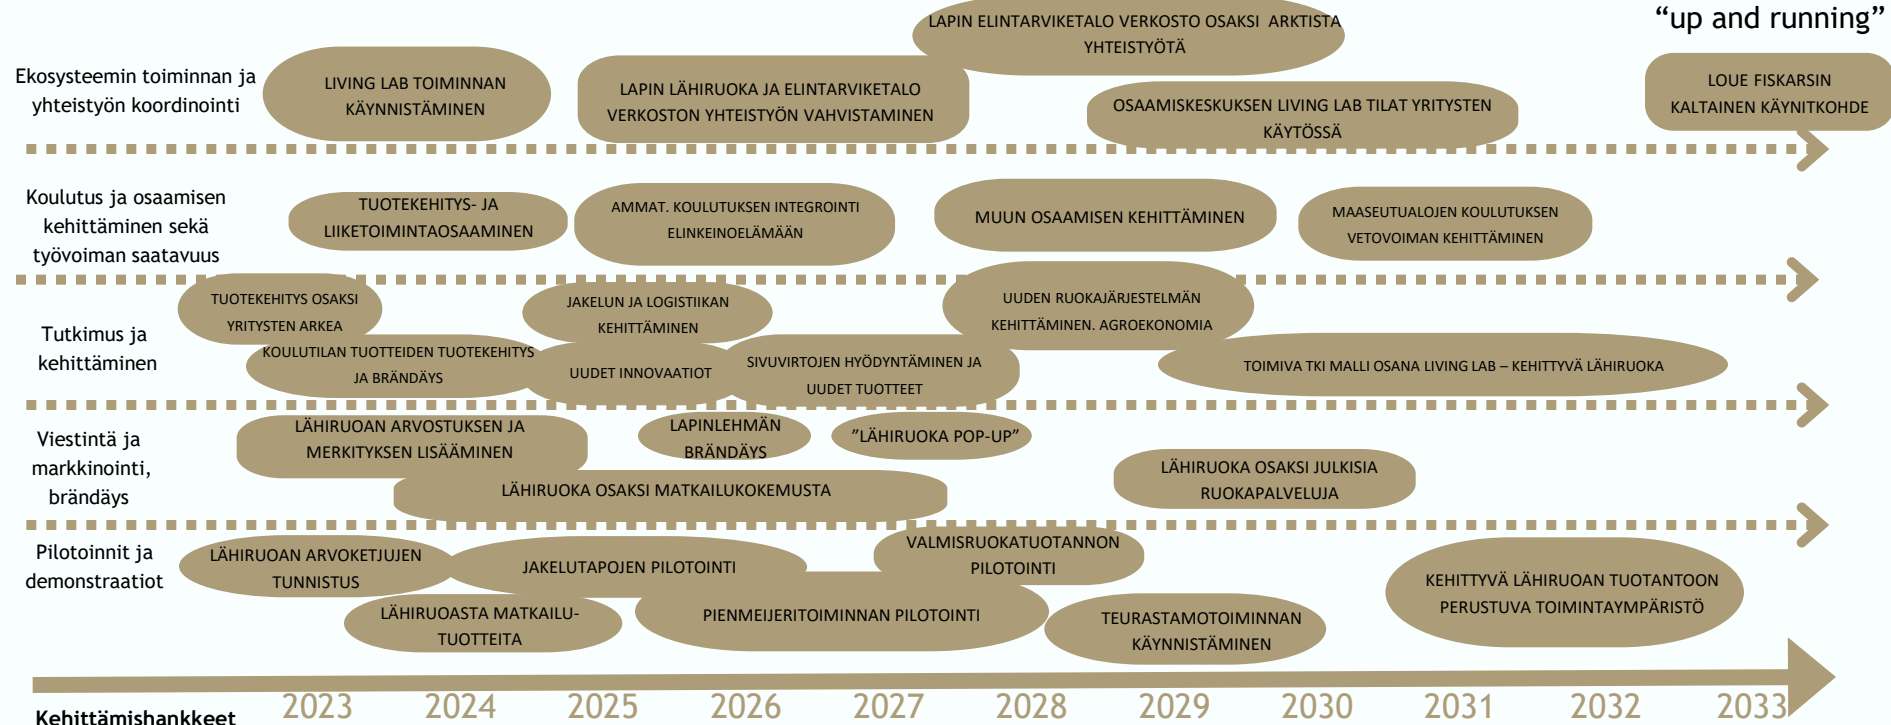 “up and running”
LAPIN ELINTARVIKETALO VERKOSTO OSAKSI ARKTISTA
YHTEISTYÖTÄ
Ekosysteemin toiminnan ja
yhteistyön koordinointi
LIVING LAB TOIMINNAN
KÄYNNISTÄMINEN
LAPIN LÄHIRUOKA JA ELINTARVIKETALO
VERKOSTON YHTEISTYÖN VAHVISTAMINEN
OSAAMISKESKUKSEN LIVING LAB TILAT YRITYSTEN
KÄYTÖSSÄ
LOUE FISKARSIN
KALTAINEN KÄYNITKOHDE
Koulutus ja osaamisen
kehittäminen sekä
työvoiman saatavuus
TUOTEKEHITYS- JA
LIIKETOIMINTAOSAAMINEN
AMMAT. KOULUTUKSEN INTEGROINTI
ELINKEINOELÄMÄÄN
MUUN OSAAMISEN KEHITTÄMINEN
MAASEUTUALOJEN KOULUTUKSEN
VETOVOIMAN KEHITTÄMINEN
Tutkimus ja
kehittäminen
TUOTEKEHITYS OSAKSI
YRITYSTEN ARKEA
KOULUTILAN TUOTTEIDEN TUOTEKEHITYS
JA BRÄNDÄYS
JAKELUN JA LOGISTIIKAN
KEHITTÄMINEN
UUDET INNOVAATIOT
SIVUVIRTOJEN HYÖDYNTÄMINEN JA
UUDET TUOTTEET
UUDEN RUOKAJÄRJESTELMÄN
KEHITTÄMINEN. AGROEKONOMIA
TOIMIVA TKI MALLI OSANA LIVING LAB – KEHITTYVÄ LÄHIRUOKA
Viestintä ja
markkinointi,
brändäys
LÄHIRUOAN ARVOSTUKSEN JA
MERKITYKSEN LISÄÄMINEN
LAPINLEHMÄN
BRÄNDÄYS
”LÄHIRUOKA POP-UP”
LÄHIRUOKA OSAKSI MATKAILUKOKEMUSTA
LÄHIRUOKA OSAKSI JULKISIA
RUOKAPALVELUJA
Pilotoinnit ja
demonstraatiot
LÄHIRUOAN ARVOKETJUJEN
TUNNISTUS
JAKELUTAPOJEN PILOTOINTI
VALMISRUOKATUOTANNON
PILOTOINTI
LÄHIRUOASTA MATKAILU-
TUOTTEITA
PIENMEIJERITOIMINNAN PILOTOINTI
TEURASTAMOTOIMINNAN
KÄYNNISTÄMINEN
KEHITTYVÄ LÄHIRUOAN TUOTANTOON
PERUSTUVA TOIMINTAYMPÄRISTÖ
Kehittämishankkeet
2023 2024 2025 2026 2027 2028 2029 2030 2031 2032 2033